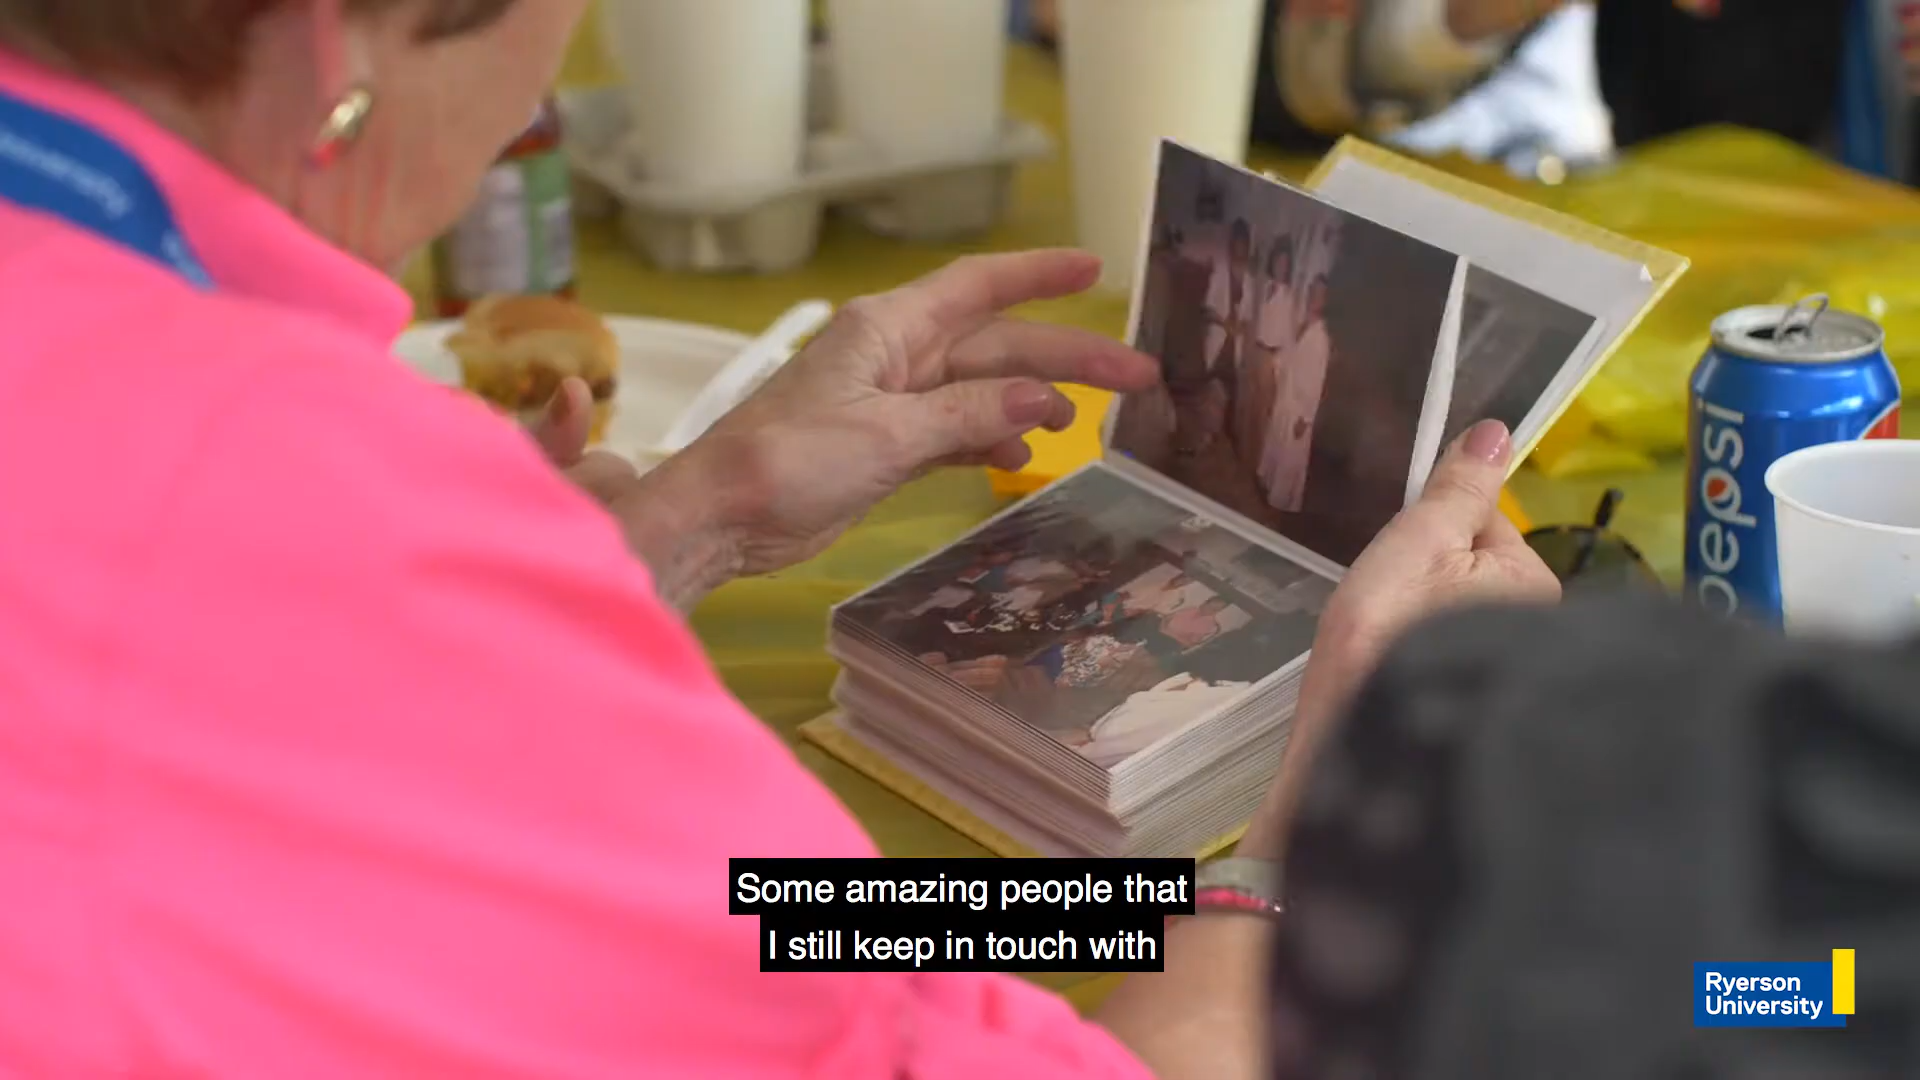 pepsi
Some amazing people that
I still keep in touch with
Ryerson
University